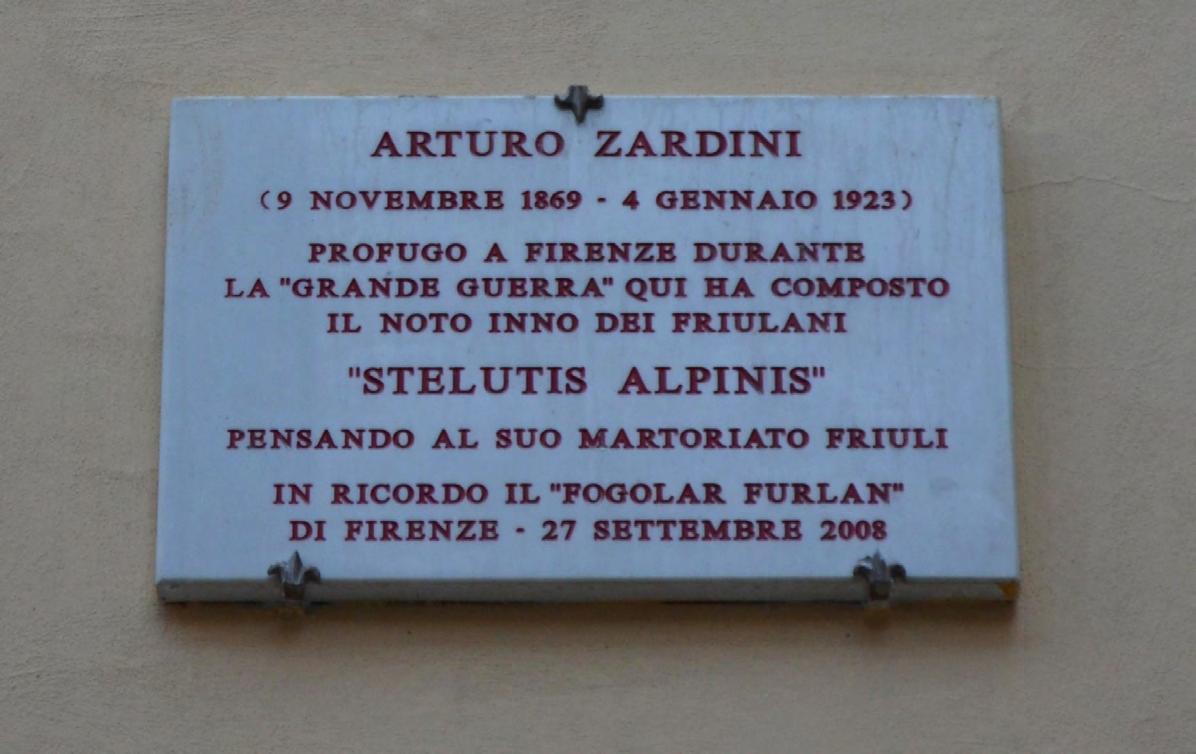 ARTURO ZARDINI
(9 NOVEMBRE 1869 - 4 GENNAIO 1923)
PROFUGO A FIRENZE DURANTE
LA "GRANDE GUERRA" QUI HA COMPOSTO
IL NOTO INNO DEI FRIULANI
"STELUTIS ALPINIS"
PENSANDO AL SUO MARTORIATO FRIULI
IN RICORDO IL "FOGOLAR FURLAN"
DI FIRENZE - 27 SETTEMBRE 2008